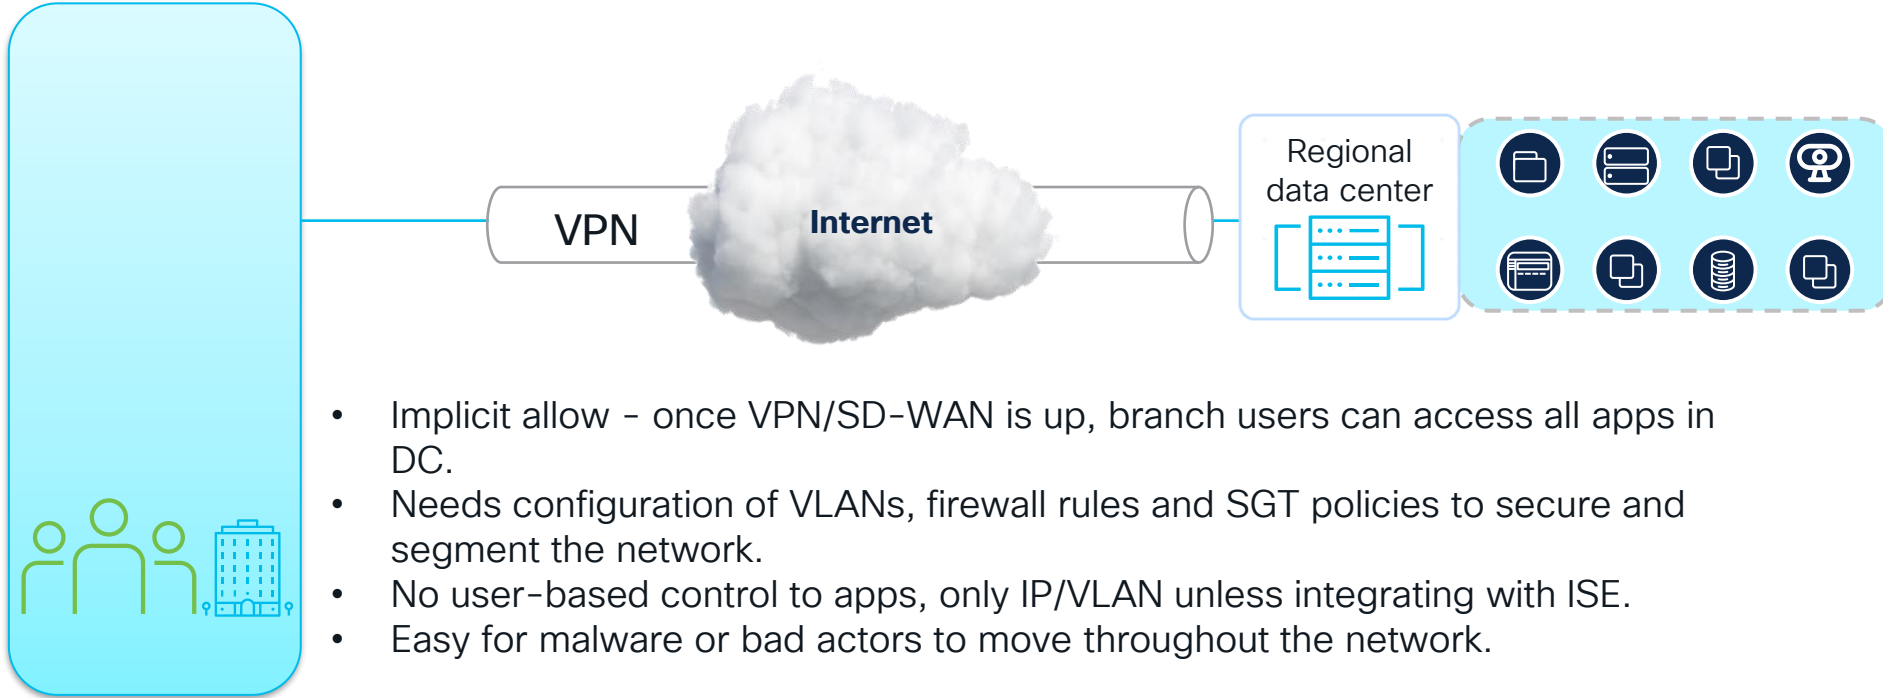 VPN
Internet
Regional
data center
• Implicit allow - once VPN/SD-WAN is up, branch users can access all apps in
DC.
• Needs configuration of VLANs, firewall rules and SGT policies to secure and
segment the network.
• No user-based control to apps, only IP/VLAN unless integrating with ISE.
• Easy for malware or bad actors to move throughout the network.